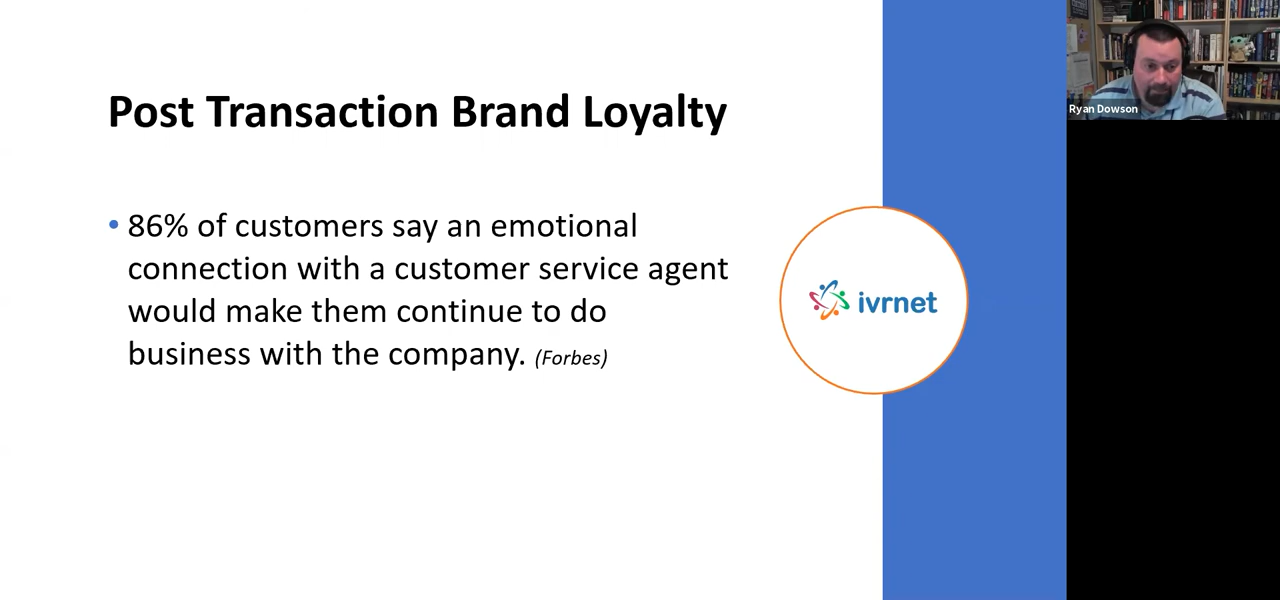 Post Transaction Brand Loyalty
• 86% of customers say an emotional
connection with a customer service agent
would make them continue to do
business with the company. (Forbes)
ivrnet
Ryan Dowson